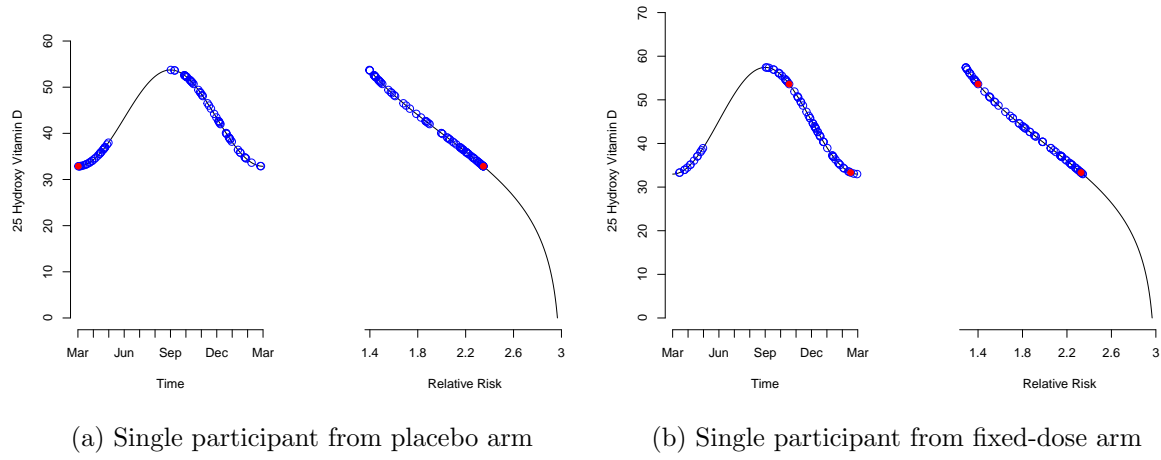 25 Hydroxy Vitamin D
60
50
40
30
20
10
0
Mar Jun Sep Dec Mar
Time
1.4 1.8 2.2 2.6 3
Relative Risk
(a) Single participant from placebo arm
25 Hydroxy Vitamin D
70
60
50
40
30
20
10
0
Mar Jun Sep Dec Mar
Time
1.4 1.8 2.2 2.6 3
Relative Risk
(b) Single participant from fixed-dose arm